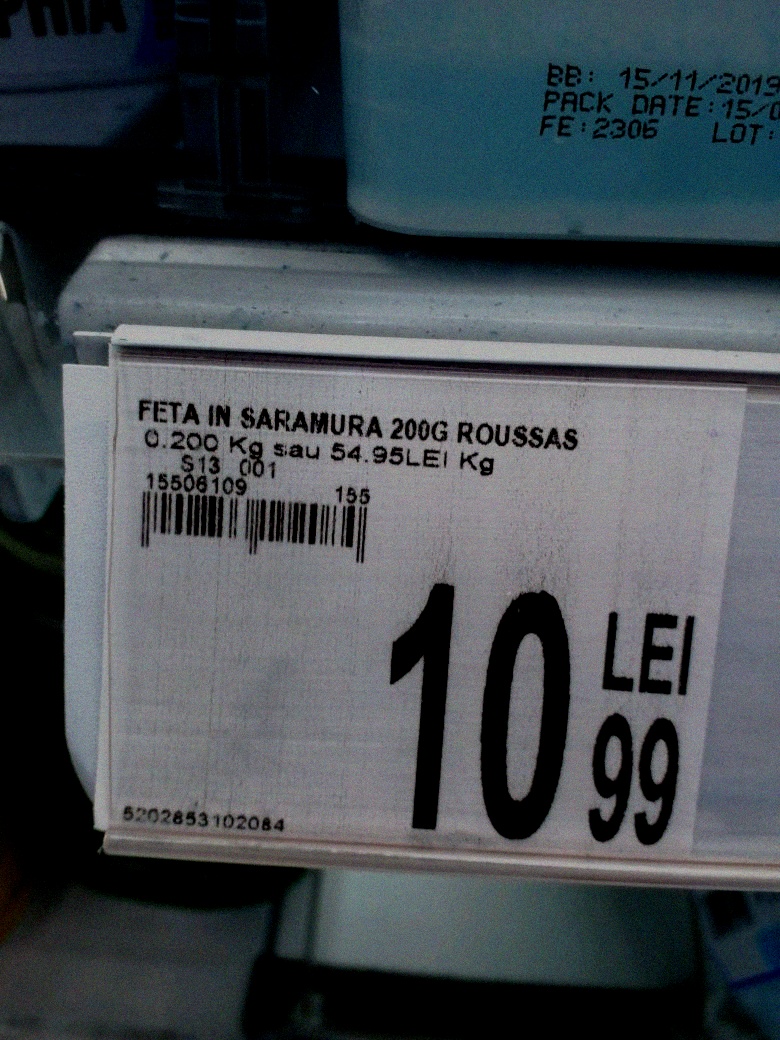 BB: 15/11/2019
PACK DATE:15/0
FE:2306 LOT:
FETA IN SARAMURA 200G ROUSSAS
0.200 Kg sau 54.95LEI Kg
S13 001
15506109 155
10 LEI 99
5202853102084